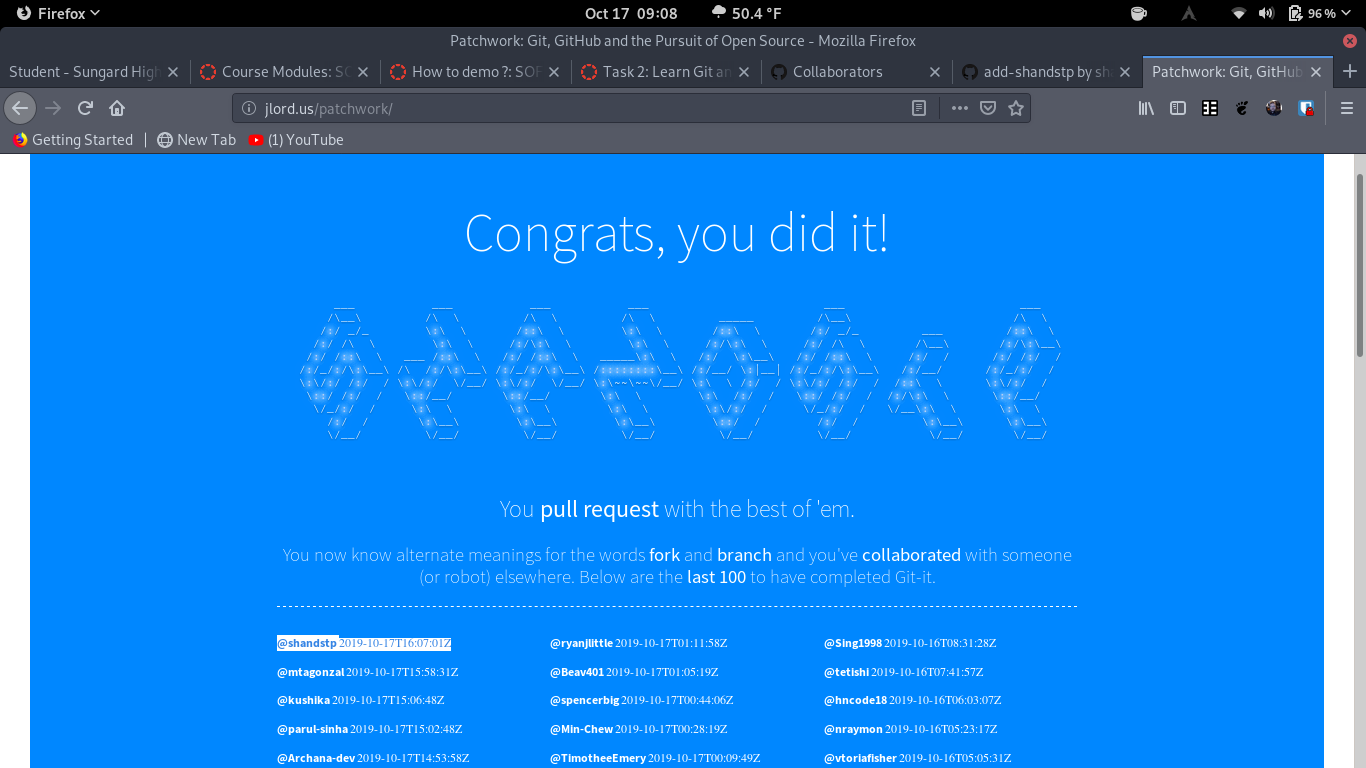 Firefox
Oct 17 09:08
50.4 °F
96 %
Patchwork: Git, GitHub and the Pursuit of Open Source - Mozilla Firefox
Student - Sungard High
Course Modules: SO
How to demo ?: SOF
Task 2: Learn Git an
Collaborators
add-shandstp by sh
Patchwork: Git, GitHub
jlord.us/patchwork/
Getting Started
New Tab
(1) YouTube
Congrats, you did it!
You pull request with the best of 'em.
You now know alternate meanings for the words fork and branch and you've collaborated with someone
(or robot) elsewhere. Below are the last 100 to have completed Git-it.
@shandstp 2019-10-17T16:07:01Z
@ryanjlittle 2019-10-17T01:11:58Z
@Sing1998 2019-10-16T08:31:28Z
@mtagonzal 2019-10-17T15:58:31Z
@Beav401 2019-10-17T01:05:19Z
@tetishi 2019-10-16T07:41:57Z
@kushika 2019-10-17T15:06:48Z
@spencerbig 2019-10-17T00:44:06Z
@hncode18 2019-10-16T06:03:07Z
@parul-sinha 2019-10-17T15:02:48Z
@Min-Chew 2019-10-17T00:28:19Z
@nraymon 2019-10-16T05:23:17Z
@Archana-dev 2019-10-17T14:53:58Z
@TimotheeEmery 2019-10-17T00:09:49Z
@vtoriafisher 2019-10-16T05:05:31Z